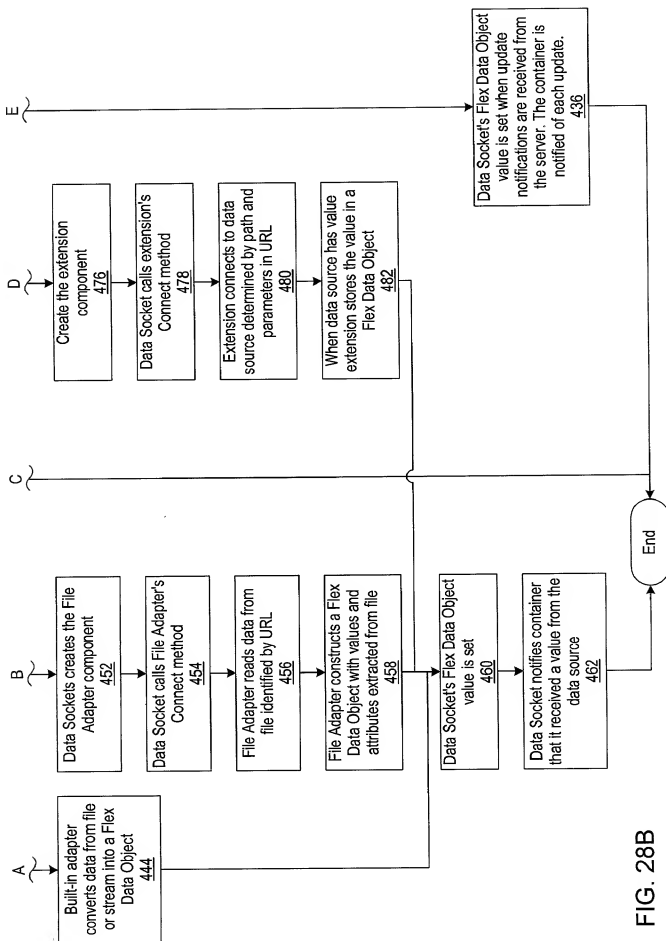 A
Built-in adapter
converts data from file
or stream into a Flex
Data Object
444
B
Data Sockets creates the File
Adapter component
452
Data Socket calls File Adapter's
Connect method
454
File Adapter reads data from
file identified by URL
456
File Adapter constructs a Flex
Data Object with values and
attributes extracted from file
458
Data Socket's Flex Data Object
value is set
460
Data Socket notifies container
that it received a value from the
data source
462
C
End
D
Create the extension
component
476
Data Socket calls extension's
Connect method
478
Extension connects to data
source determined by path and
parameters in URL
480
When data source has value
extension stores the value in a
Flex Data Object
482
E
Data Socket's Flex Data Object
value is set when update
notifications are received from
the server. The container is
notified of each update.
436
FIG. 28B